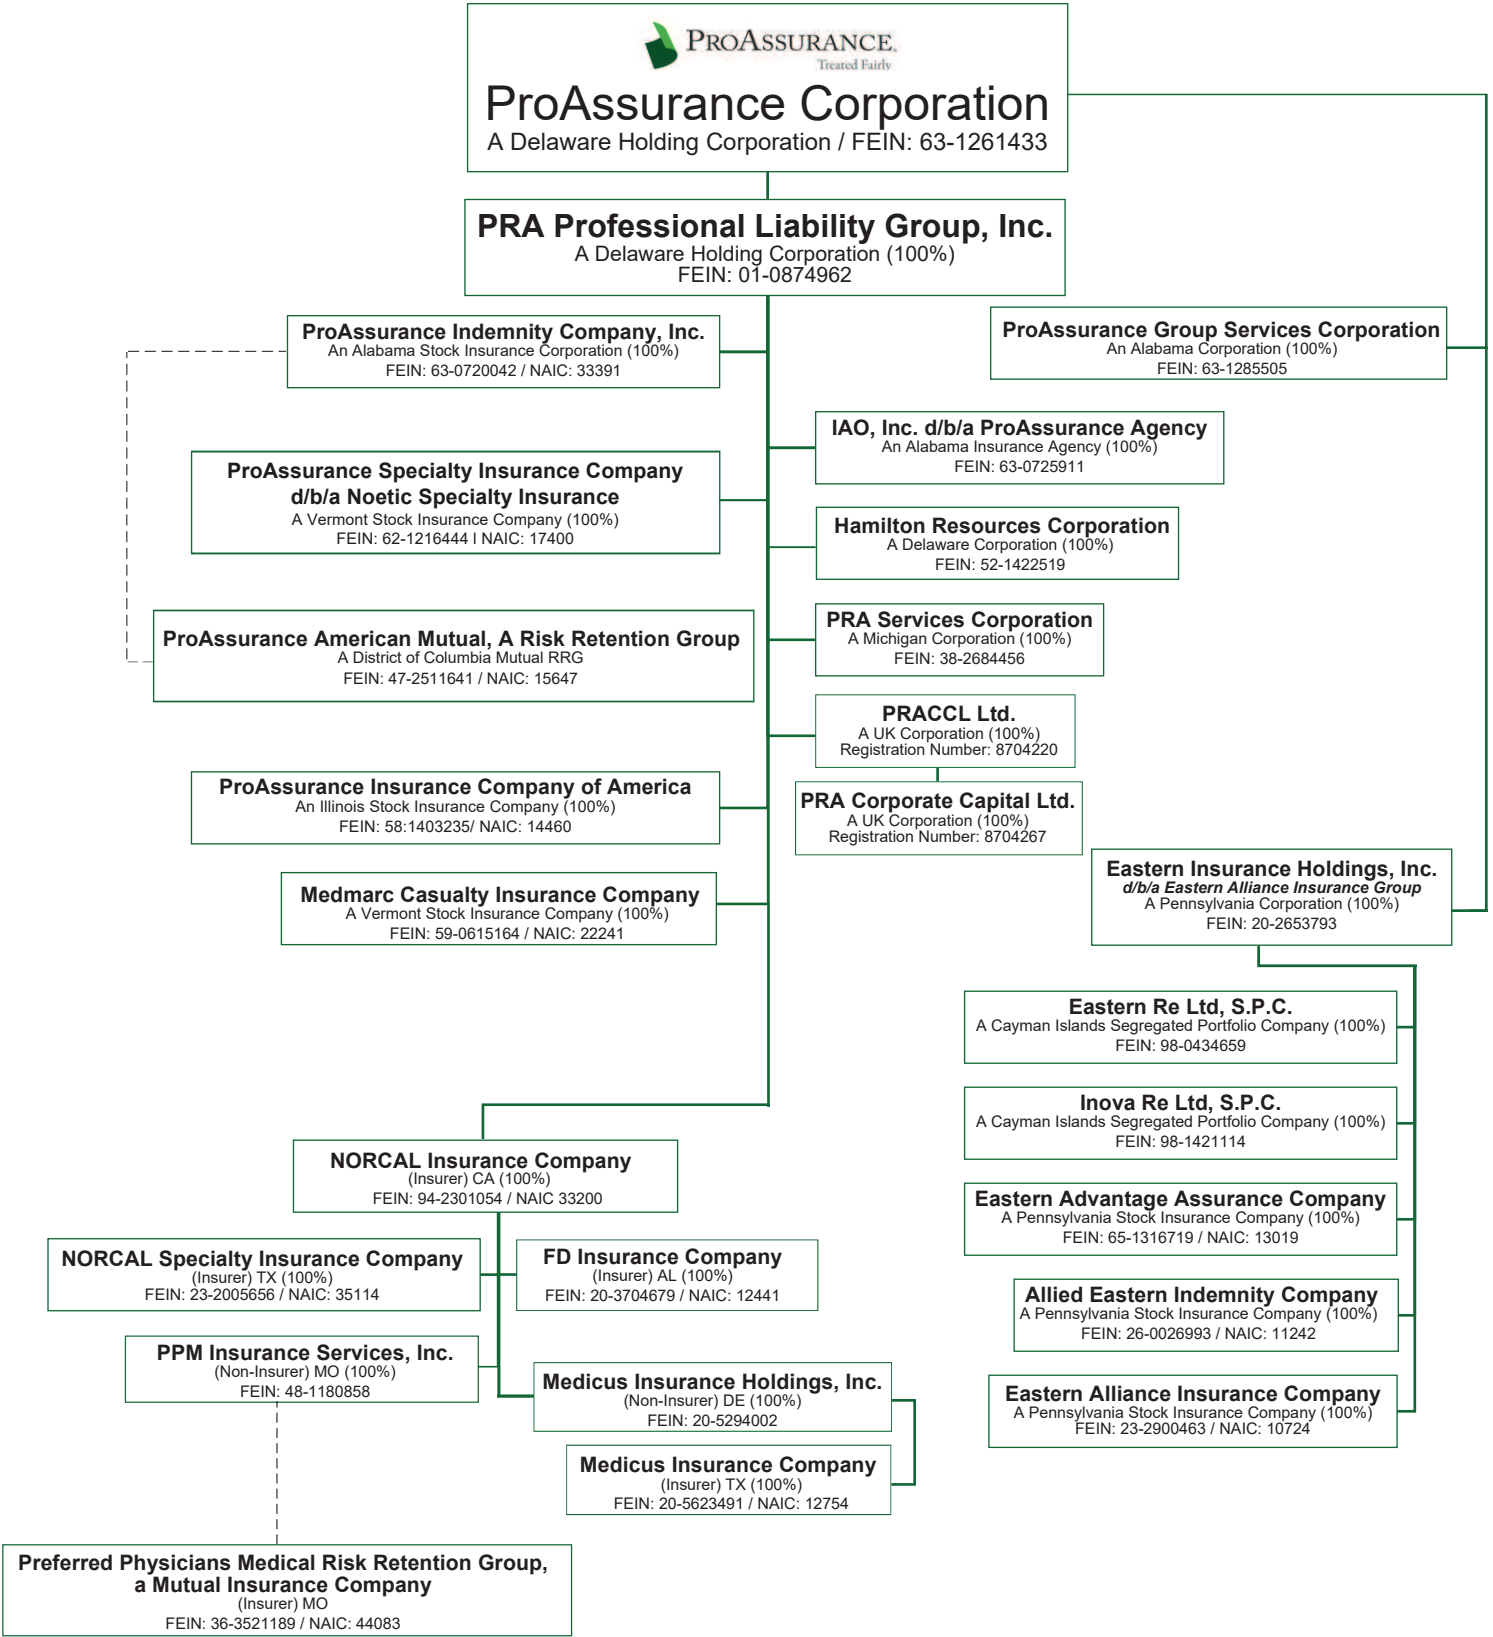 PROASSURANCE.
Treated Fairly
ProAssurance Corporation
A Delaware Holding Corporation / FEIN: 63-1261433
PRA Professional Liability Group, Inc.
A Delaware Holding Corporation (100%)
FEIN: 01-0874962
ProAssurance Indemnity Company, Inc.
An Alabama Stock Insurance Corporation (100%)
FEIN: 63-0720042 / NAIC: 33391
ProAssurance Group Services Corporation
An Alabama Corporation (100%)
FEIN: 63-1285505
IAO, Inc. d/b/a ProAssurance Agency
An Alabama Insurance Agency (100%)
FEIN: 63-0725911
ProAssurance Specialty Insurance Company
d/b/a Noetic Specialty Insurance
A Vermont Stock Insurance Company (100%)
FEIN: 62-1216444 I NAIC: 17400
Hamilton Resources Corporation
A Delaware Corporation (100%)
FEIN: 52-1422519
ProAssurance American Mutual, A Risk Retention Group
A District of Columbia Mutual RRG
FEIN: 47-2511641 / NAIC: 15647
PRA Services Corporation
A Michigan Corporation (100%)
FEIN: 38-2684456
PRACCL Ltd.
A UK Corporation (100%)
Registration Number: 8704220
ProAssurance Insurance Company of America
An Illinois Stock Insurance Company (100%)
FEIN: 58:1403235/ NAIC: 14460
PRA Corporate Capital Ltd.
A UK Corporation (100%)
Registration Number: 8704267
Medmarc Casualty Insurance Company
A Vermont Stock Insurance Company (100%)
FEIN: 59-0615164 / NAIC: 22241
Eastern Insurance Holdings, Inc.
d/b/a Eastern Alliance Insurance Group
A Pennsylvania Corporation (100%)
FEIN: 20-2653793
Eastern Re Ltd, S.P.C.
A Cayman Islands Segregated Portfolio Company (100%)
FEIN: 98-0434659
Inova Re Ltd, S.P.C.
A Cayman Islands Segregated Portfolio Company (100%)
FEIN: 98-1421114
Eastern Advantage Assurance Company
A Pennsylvania Stock Insurance Company (100%)
FEIN: 65-1316719 / NAIC: 13019
Allied Eastern Indemnity Company
A Pennsylvania Stock Insurance Company (100%)
FEIN: 26-0026993 / NAIC: 11242
Eastern Alliance Insurance Company
A Pennsylvania Stock Insurance Company (100%)
FEIN: 23-2900463 / NAIC: 10724
NORCAL Insurance Company
(Insurer) CA (100%)
FEIN: 94-2301054 / NAIC 33200
NORCAL Specialty Insurance Company
(Insurer) TX (100%)
FEIN: 23-2005656 / NAIC: 35114
FD Insurance Company
(Insurer) AL (100%)
FEIN: 20-3704679 / NAIC: 12441
PPM Insurance Services, Inc.
(Non-Insurer) MO (100%)
FEIN: 48-1180858
Medicus Insurance Holdings, Inc.
(Non-Insurer) DE (100%)
FEIN: 20-5294002
Medicus Insurance Company
(Insurer) TX (100%)
FEIN: 20-5623491 / NAIC: 12754
Preferred Physicians Medical Risk Retention Group,
a Mutual Insurance Company
(Insurer) MO
FEIN: 36-3521189 / NAIC: 44083